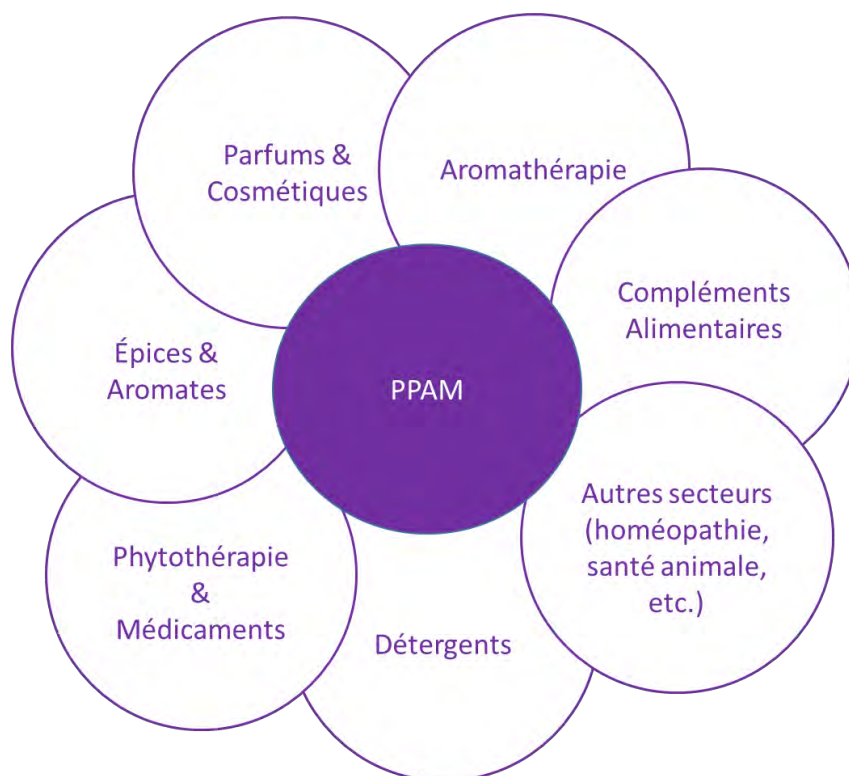 Parfums &
Cosmétiques
Aromathérapie
Compléments
Alimentaires
Épices &
Aromates
PPAM
Autres secteurs
(homéopathie,
santé animale,
etc.)
Phytothérapie
&
Médicaments
Détergents